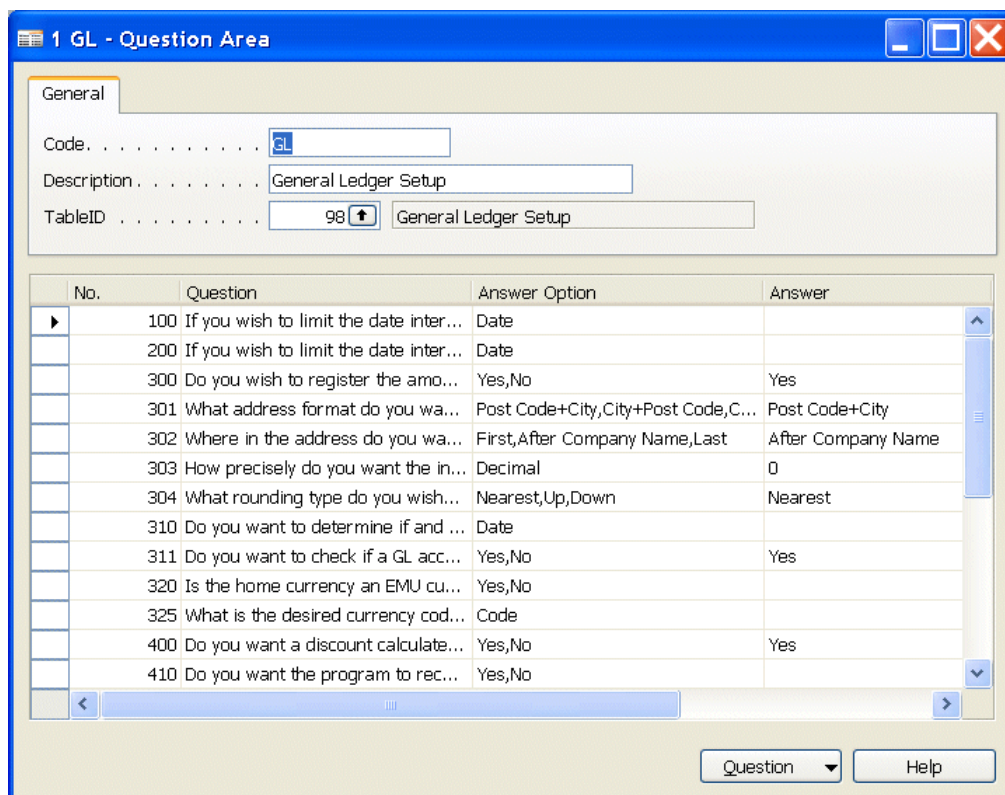 1 GL - Question Area
General
Code. . . . . . . . . . . GL
Description . . . . . . . . General Ledger Setup
TableID . . . . . . . . . 98 General Ledger Setup
No. Question Answer Option Answer
100 If you wish to limit the date inter... Date
200 If you wish to limit the date inter... Date
300 Do you wish to register the amo... Yes,No Yes
301 What address format do you wa... Post Code+City,City+Post Code,C... Post Code+City
302 Where in the address do you wa... First,After Company Name,Last After Company Name
303 How precisely do you want the in... Decimal 0
304 What rounding type do you wish... Nearest,Up,Down Nearest
310 Do you want to determine if and ... Date
311 Do you want to check if a GL acc... Yes,No Yes
320 Is the home currency an EMU cu... Yes,No
325 What is the desired currency cod... Code
400 Do you want a discount calculate... Yes,No Yes
410 Do you want the program to rec... Yes,No
Question Help